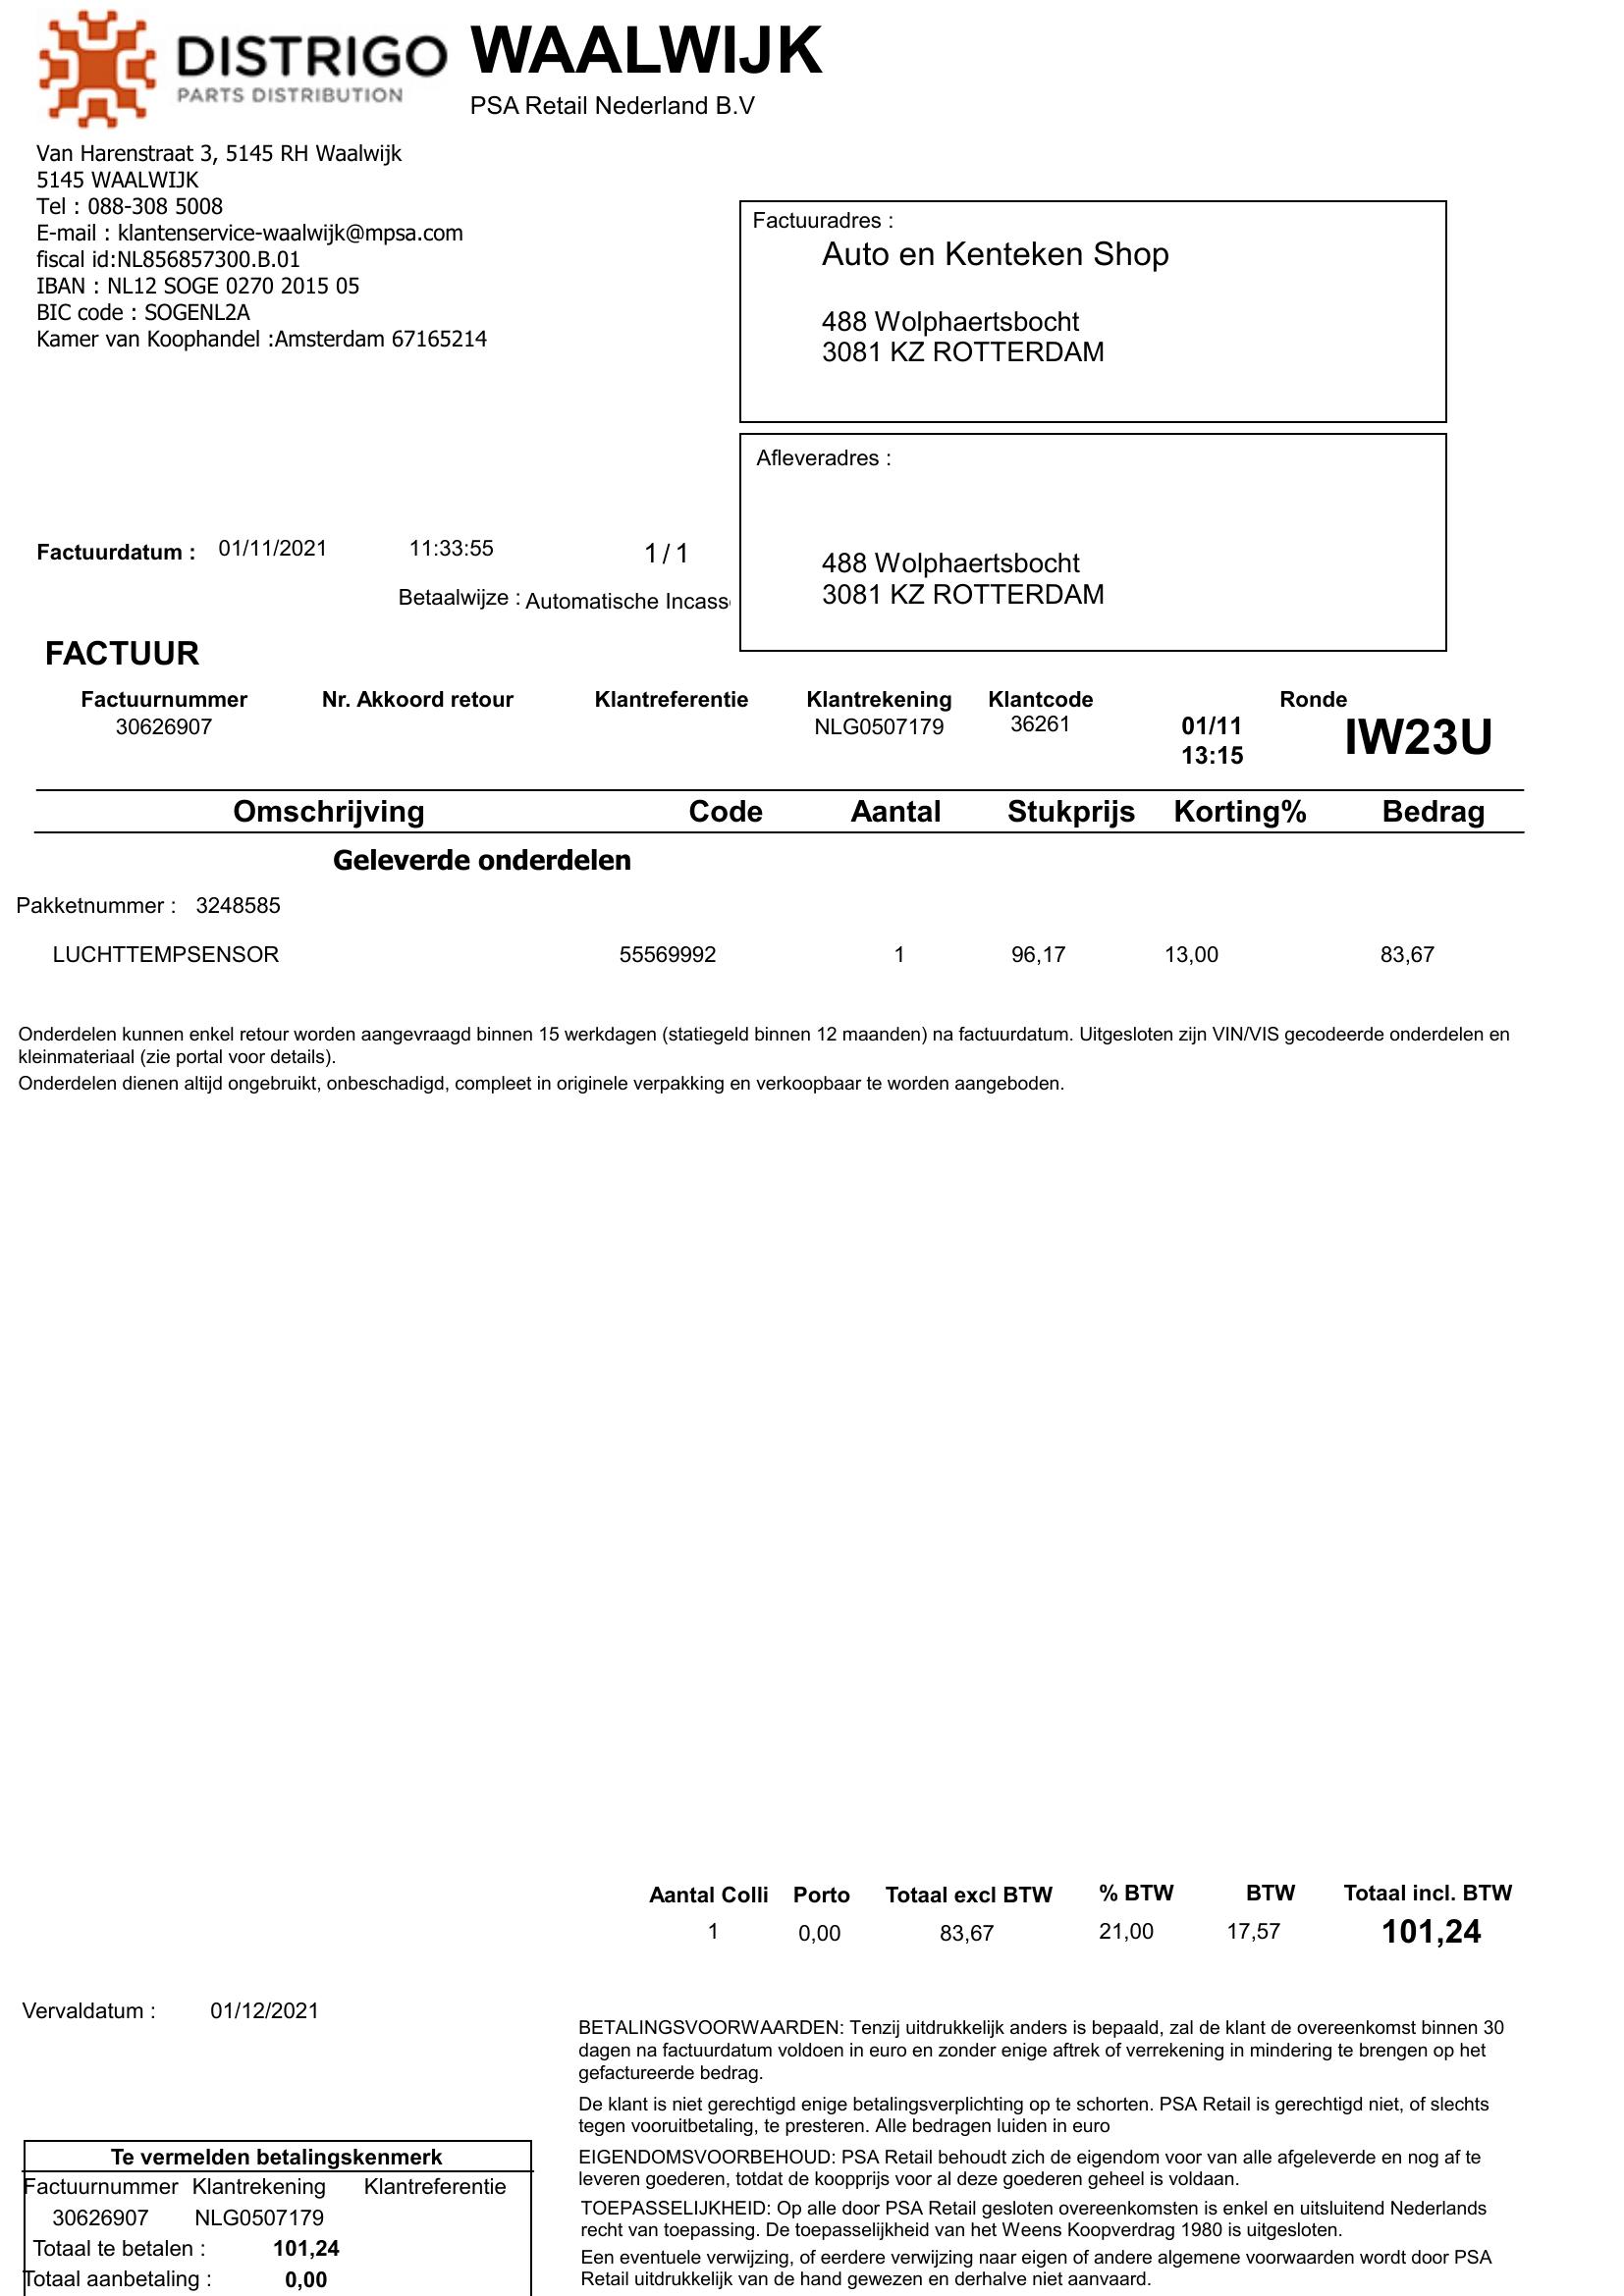 DISTRIGO
PARTS DISTRIBUTION
WAALWIJK
PSA Retail Nederland B.V
Van Harenstraat 3, 5145 RH Waalwijk
5145 WAALWIJK
Tel : 088-308 5008
E-mail : klantenservice-waalwijk@mpsa.com
fiscal id:NL856857300.B.01
IBAN : NL12 SOGE 0270 2015 05
BIC code : SOGENL2A
Kamer van Koophandel :Amsterdam 67165214
Factuuradres :
Auto en Kenteken Shop
488 Wolphaertsbocht
3081 KZ ROTTERDAM
Afleveradres :
488 Wolphaertsbocht
3081 KZ ROTTERDAM
Factuurdatum : 01/11/2021 11:33:55 1 / 1
Betaalwijze : Automatische Incass
FACTUUR
Factuurnummer Nr. Akkoord retour Klantreferentie Klantrekening Klantcode Ronde
30626907 NLG0507179 36261 01/11 13:15 IW23U
Omschrijving Code Aantal Stukprijs Korting% Bedrag
Geleverde onderdelen
Pakketnummer : 3248585
LUCHTTEMPSENSOR 55569992 1 96,17 13,00 83,67
Onderdelen kunnen enkel retour worden aangevraagd binnen 15 werkdagen (statiegeld binnen 12 maanden) na factuurdatum. Uitgesloten zijn VIN/VIS gecodeerde onderdelen en
kleinmateriaal (zie portal voor details).
Onderdelen dienen altijd ongebruikt, onbeschadigd, compleet in originele verpakking en verkoopbaar te worden aangeboden.
Aantal Colli Porto Totaal excl BTW % BTW BTW Totaal incl. BTW
1 0,00 83,67 21,00 17,57 101,24
Vervaldatum : 01/12/2021
BETALINGSVOORWAARDEN: Tenzij uitdrukkelijk anders is bepaald, zal de klant de overeenkomst binnen 30
dagen na factuurdatum voldoen in euro en zonder enige aftrek of verrekening in mindering te brengen op het
gefactureerde bedrag.
De klant is niet gerechtigd enige betalingsverplichting op te schorten. PSA Retail is gerechtigd niet, of slechts
tegen vooruitbetaling, te presteren. Alle bedragen luiden in euro
EIGENDOMSVOORBEHOUD: PSA Retail behoudt zich de eigendom voor van alle afgeleverde en nog af te
leveren goederen, totdat de koopprijs voor al deze goederen geheel is voldaan.
TOEPASSELIJKHEID: Op alle door PSA Retail gesloten overeenkomsten is enkel en uitsluitend Nederlands
recht van toepassing. De toepasselijkheid van het Weens Koopverdrag 1980 is uitgesloten.
Een eventuele verwijzing, of eerdere verwijzing naar eigen of andere algemene voorwaarden wordt door PSA
Retail uitdrukkelijk van de hand gewezen en derhalve niet aanvaard.
Te vermelden betalingskenmerk
Factuurnummer Klantrekening Klantreferentie
30626907 NLG0507179
Totaal te betalen : 101,24
Totaal aanbetaling : 0,00